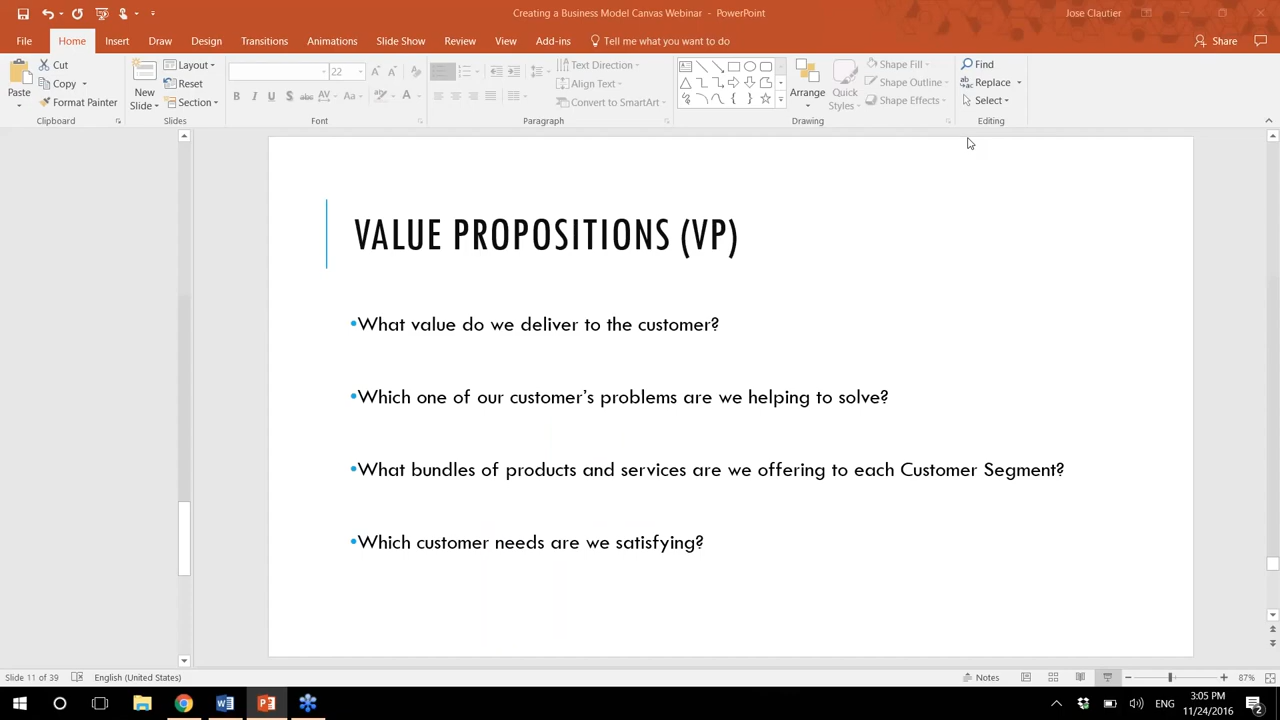 Creating a Business Model Canvas Webinar - PowerPoint
Jose Clautier
File Home Insert Draw Design Transitions Animations Slide Show Review View Add-ins Tell me what you want to do Share
Cut
Copy
Format Painter
Paste
Clipboard
New
Slide
Layout
Reset
Section
Slides
22
B I U S abc AV Aa A
Font
Text Direction
Align Text
Convert to SmartArt
Paragraph
Arrange
Quick
Styles
Shape Fill
Shape Outline
Shape Effects
Drawing
Find
Replace
Select
Editing
VALUE PROPOSITIONS (VP)
•What value do we deliver to the customer?
•Which one of our customer’s problems are we helping to solve?
•What bundles of products and services are we offering to each Customer Segment?
•Which customer needs are we satisfying?
Slide 11 of 39 English (United States) Notes 87%
ENG 3:05 PM
11/24/2016 2